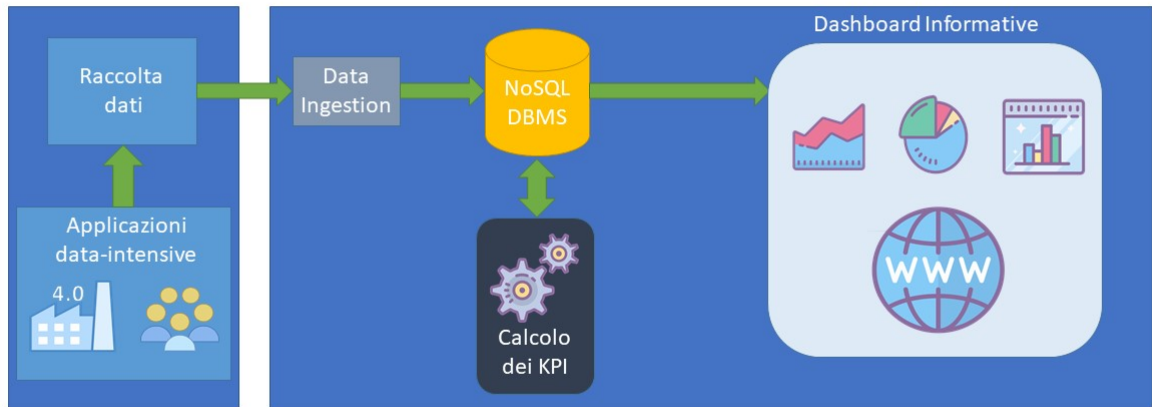 Dashboard Informative
Raccolta
dati
Data
Ingestion
NoSQL
DBMS
Applicazioni
data-intensive
4.0
WWW
Calcolo
dei KPI